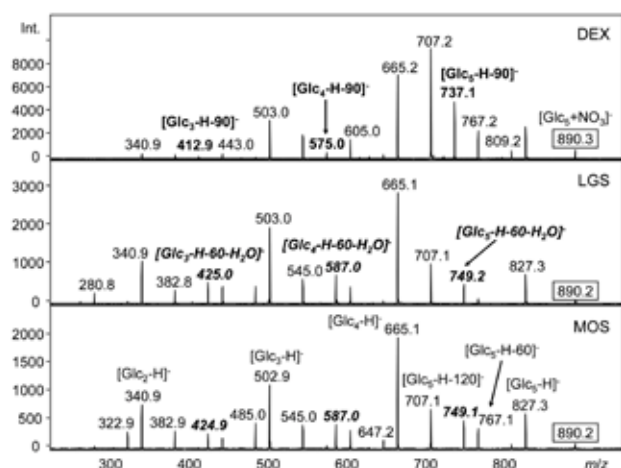 Int.
DEX
8000
6000
4000
2000
0
340.9
[Glc3-H-90]-
412.9
443.0
503.0
[Glc4-H-90]-
575.0
605.0
665.2
707.2
[Glc5-H-90]-
737.1
767.2
809.2
[Glc5+NO3]-
890.3
LGS
3000
2000
1000
0
280.8
340.9
382.8
[Glc3-H-60-H2O]-
425.0
503.0
545.0
[Glc4-H-60-H2O]-
587.0
665.1
707.1
[Glc5-H-60-H2O]-
749.2
827.3
890.2
MOS
2000
1500
1000
500
0
322.9
[Glc2-H]-
340.9
382.9
424.9
485.0
[Glc3-H]-
502.9
545.0
587.0
647.2
[Glc4-H]-
665.1
[Glc5-H-120]-
707.1
749.1
[Glc5-H-60]-
767.1
[Glc5-H]-
827.3
890.2
300 400 500 600 700 800 m/z